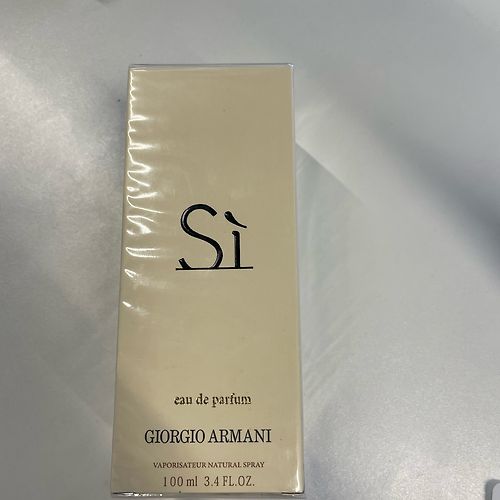 Sì
eau de parfum
GIORGIO ARMANI
VAPORISATEUR NATURAL SPRAY
100 ml 3.4 FL.OZ.